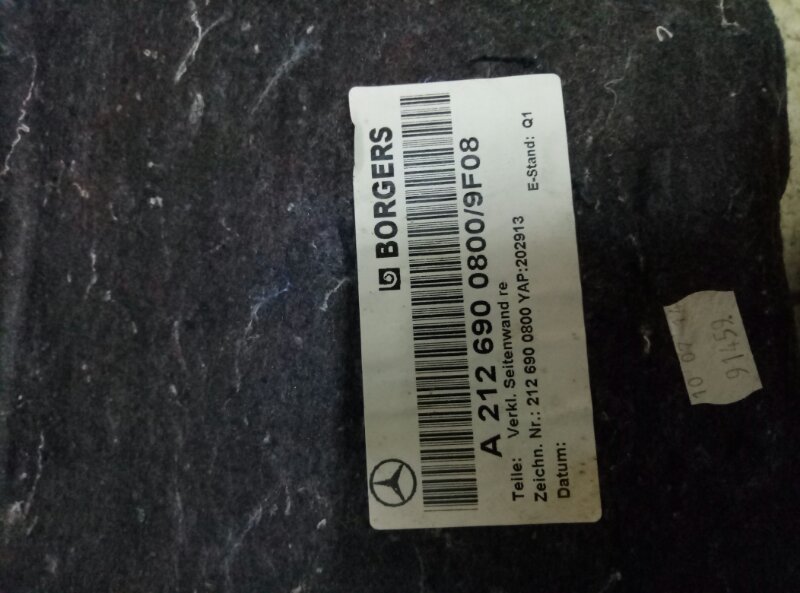 BORGERS
A 212 690 0800/9F08
Teile: Verkl. Seitenwand re
Zeichn. Nr.: 212 690 0800 YAP:202913
Datum: E-Stand: Q1
91459